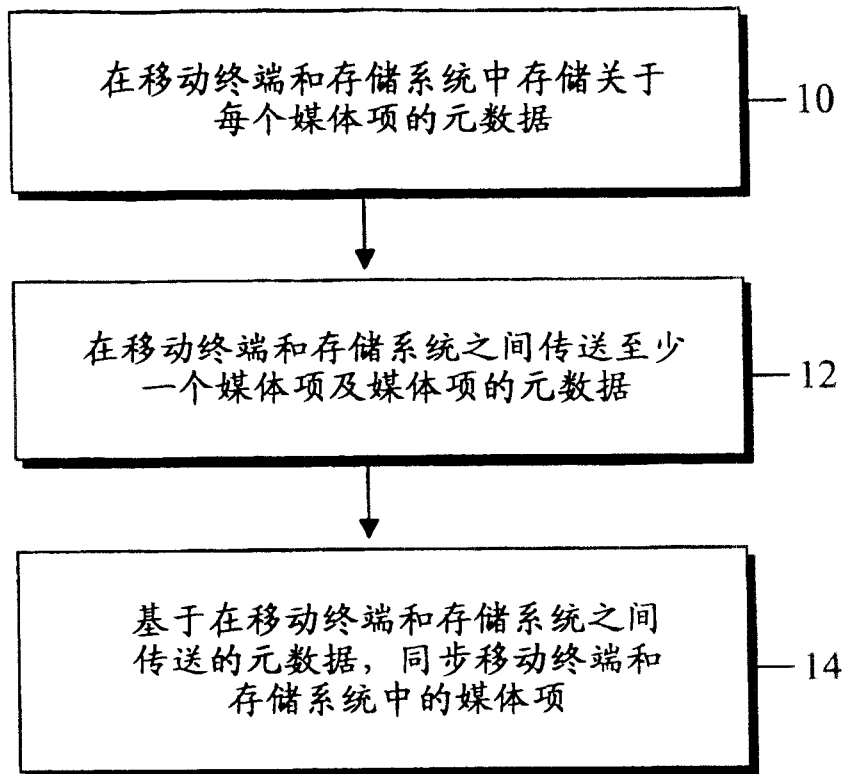 在移动终端和存储系统中存储关于
每个媒体项的元数据
10
在移动终端和存储系统之间传送至少
一个媒体项及媒体项的元数据
12
基于在移动终端和存储系统之间
传送的元数据，同步移动终端和
存储系统中的媒体项
14